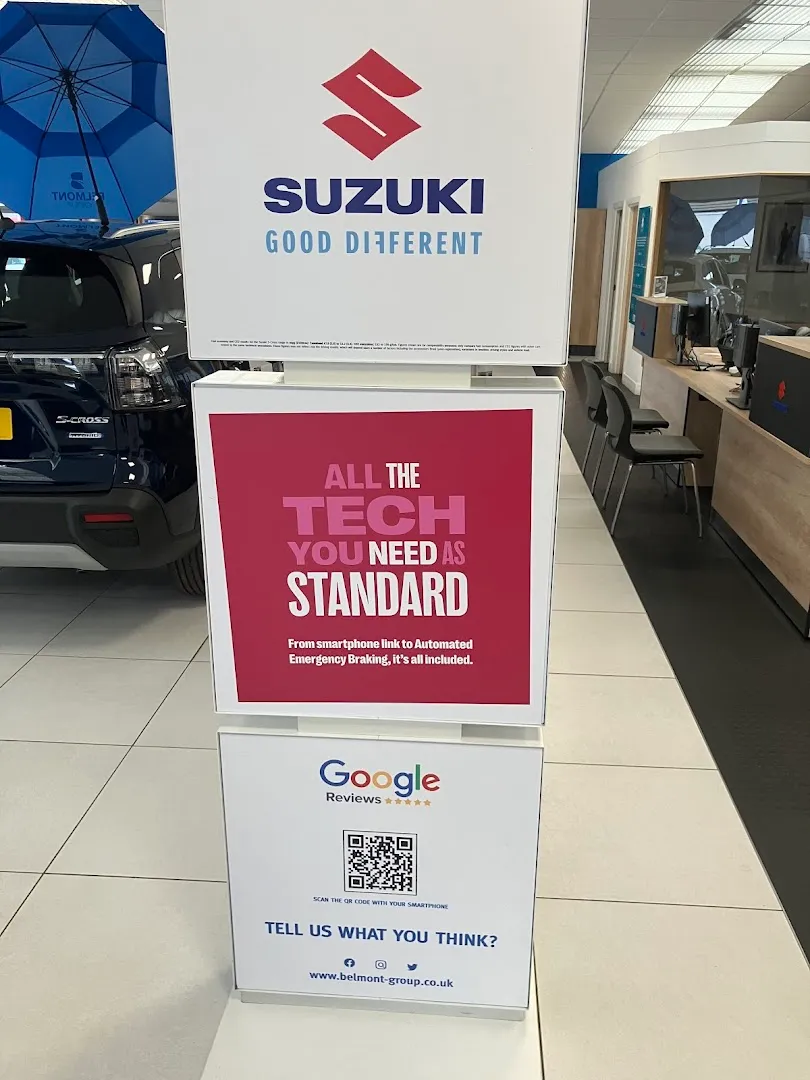 SUZUKI
GOOD DIFFERENT
ALL THE
TECH
YOU NEED AS
STANDARD
From smartphone link to Automated
Emergency Braking, it's all included.
Google
Reviews
SCAN THE QR CODE WITH YOUR SMARTPHONE
TELL US WHAT YOU THINK?
www.belmont-group.co.uk
BELMONT
S-CROSS